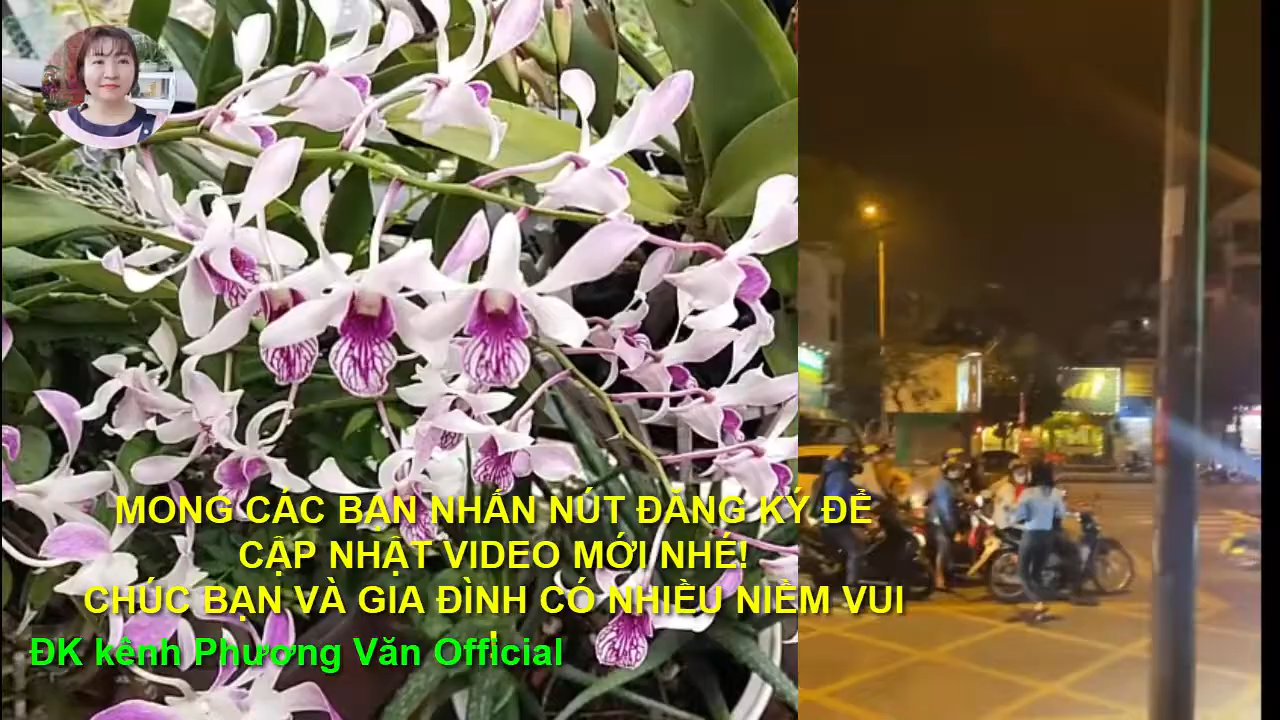 MONG CÁC BẠN NHẤN NÚT ĐĂNG KÝ ĐỂ
CẬP NHẬT VIDEO MỚI NHÉ!
CHÚC BẠN VÀ GIA ĐÌNH CÓ NHIỀU NIỀM VUI
!
ĐK kênh Phương Văn Official